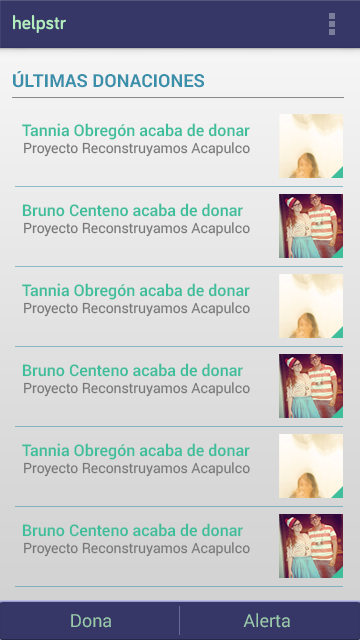 helpstr
ÚLTIMAS DONACIONES
Tannia Obregón acaba de donar
Proyecto Reconstruyamos Acapulco
Bruno Centeno acaba de donar
Proyecto Reconstruyamos Acapulco
Tannia Obregón acaba de donar
Proyecto Reconstruyamos Acapulco
Bruno Centeno acaba de donar
Proyecto Reconstruyamos Acapulco
Tannia Obregón acaba de donar
Proyecto Reconstruyamos Acapulco
Bruno Centeno acaba de donar
Proyecto Reconstruyamos Acapulco
Dona
Alerta